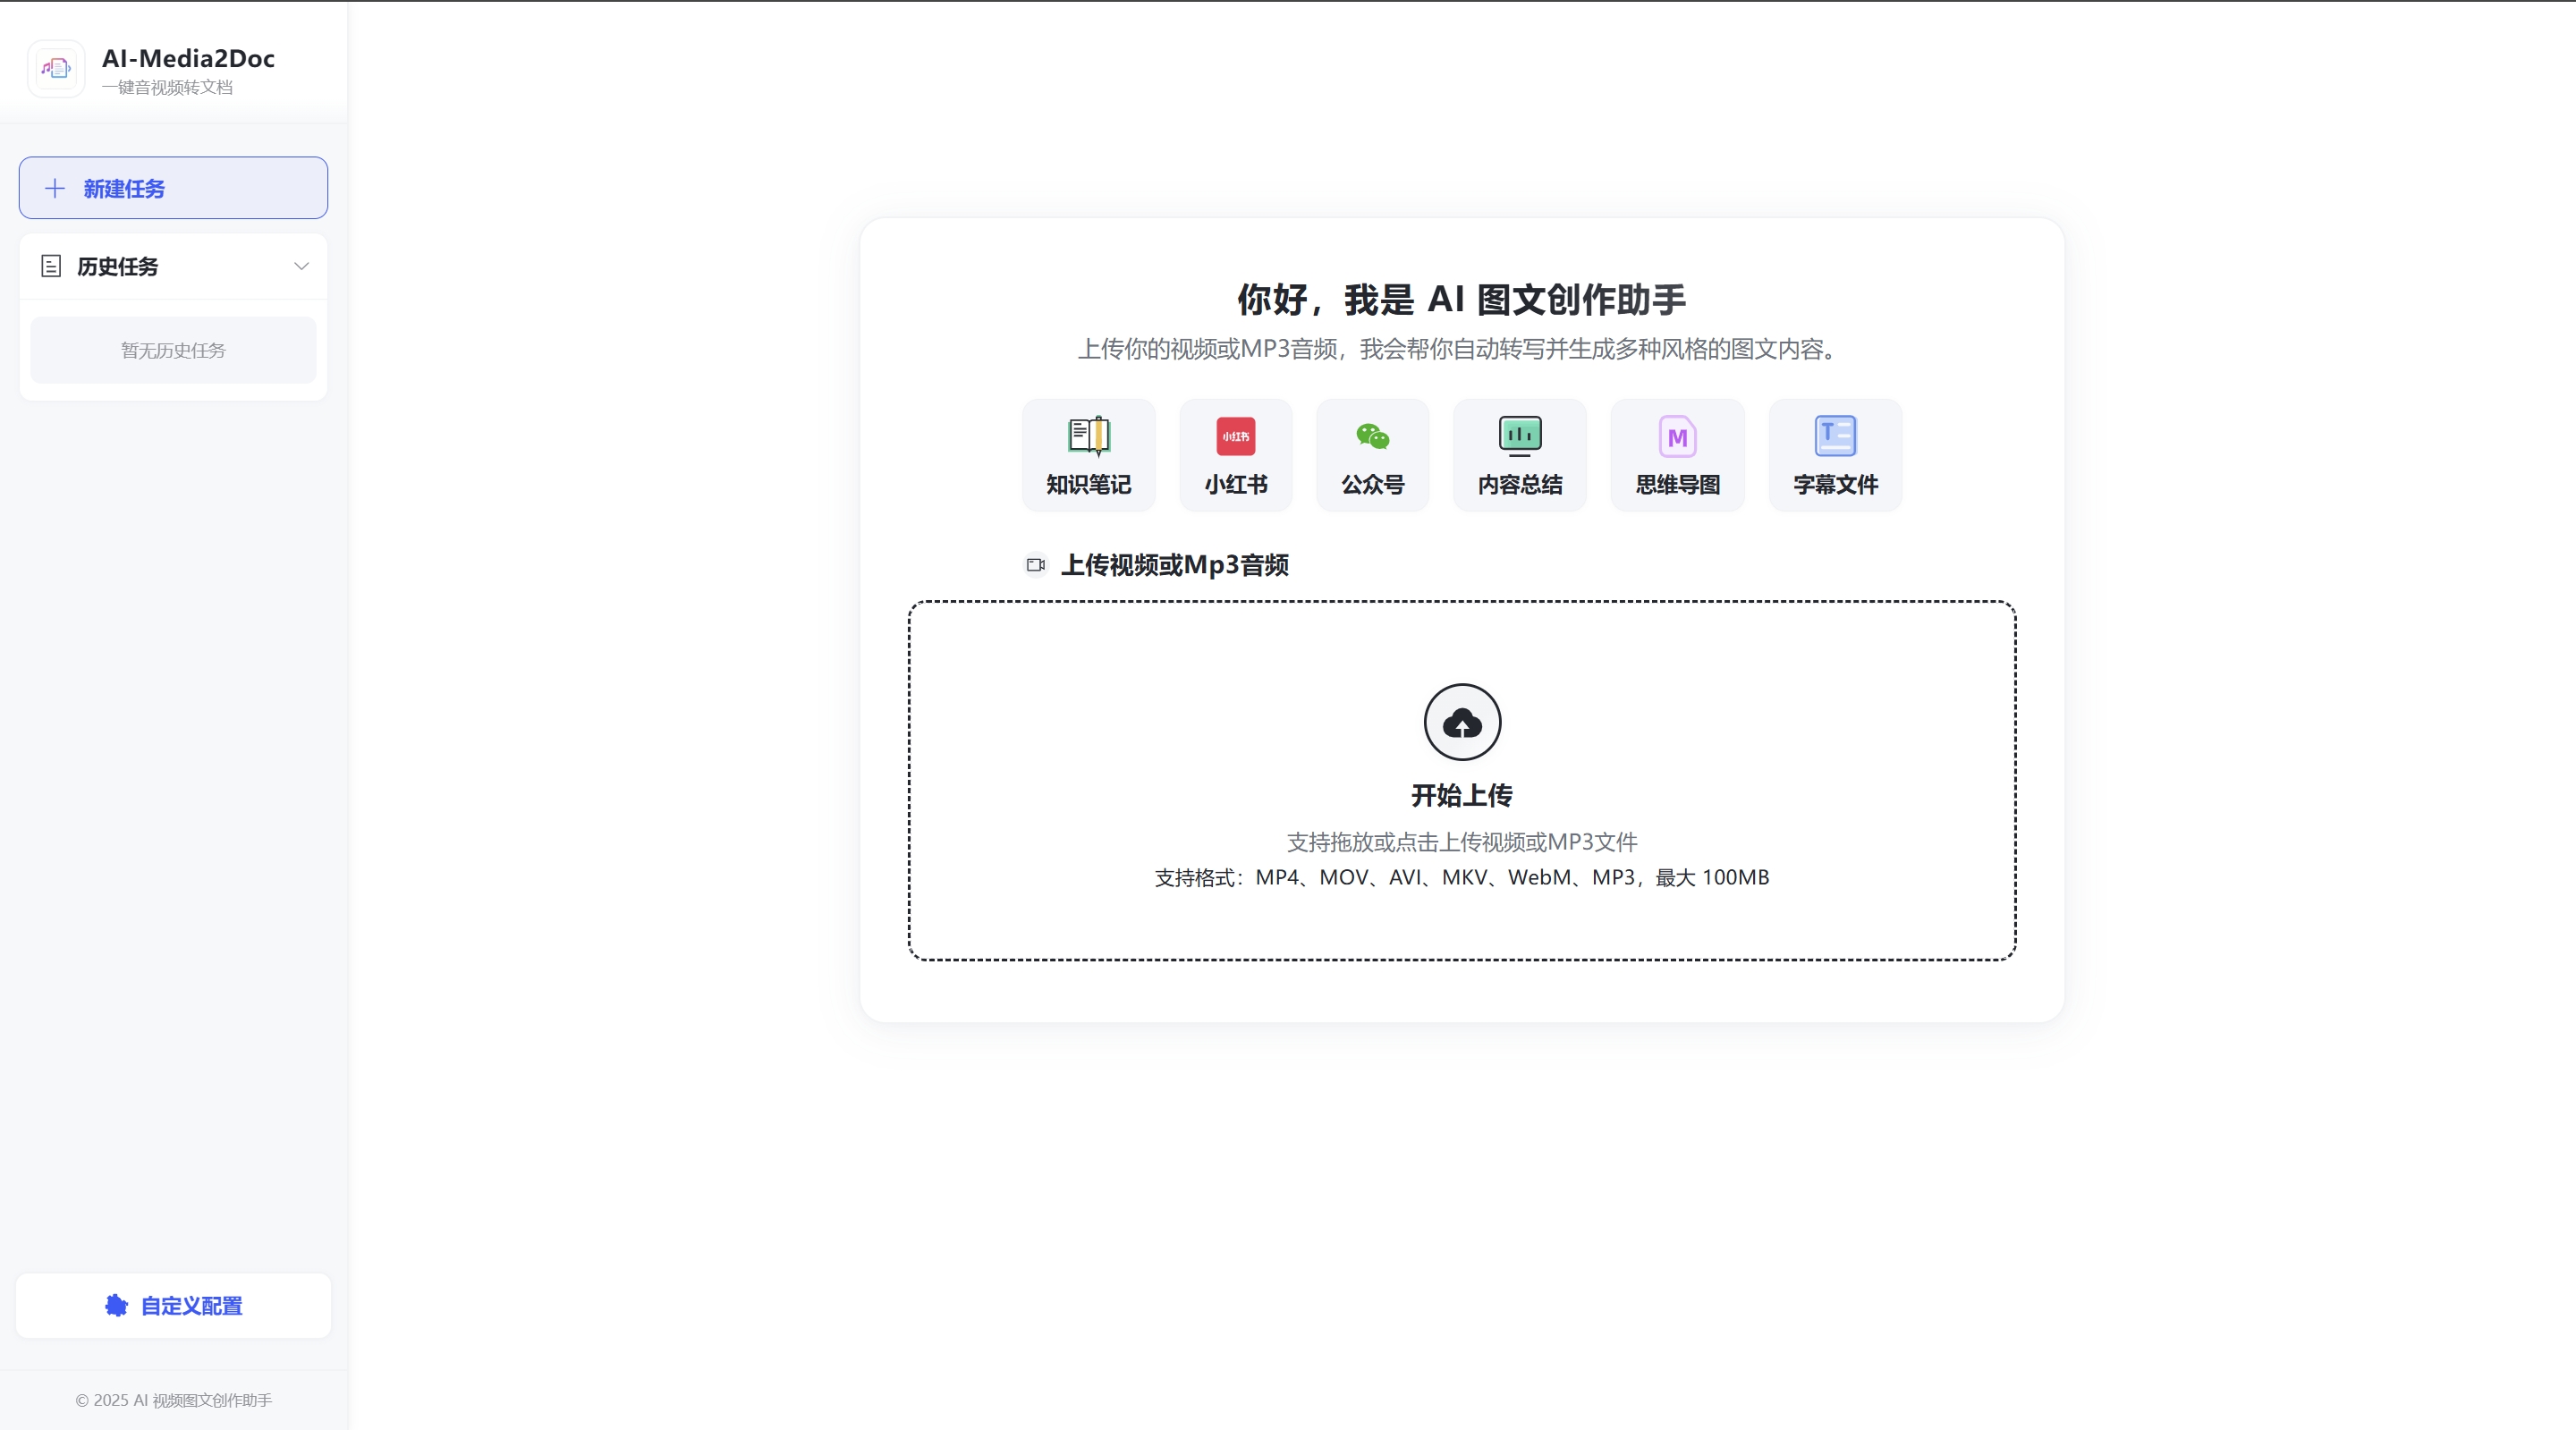 AI-Media2Doc
一键音视频转文档
新建任务
历史任务
暂无历史任务
自定义配置
© 2025 AI 视频图文创作助手
你好，我是 AI 图文创作助手
上传你的视频或MP3音频，我会帮你自动转写并生成多种风格的图文内容。
小红书
M
T
知识笔记
小红书
公众号
内容总结
思维导图
字幕文件
上传视频或Mp3音频
开始上传
支持拖放或点击上传视频或MP3文件
支持格式：MP4、MOV、AVI、MKV、WebM、MP3，最大 100MB